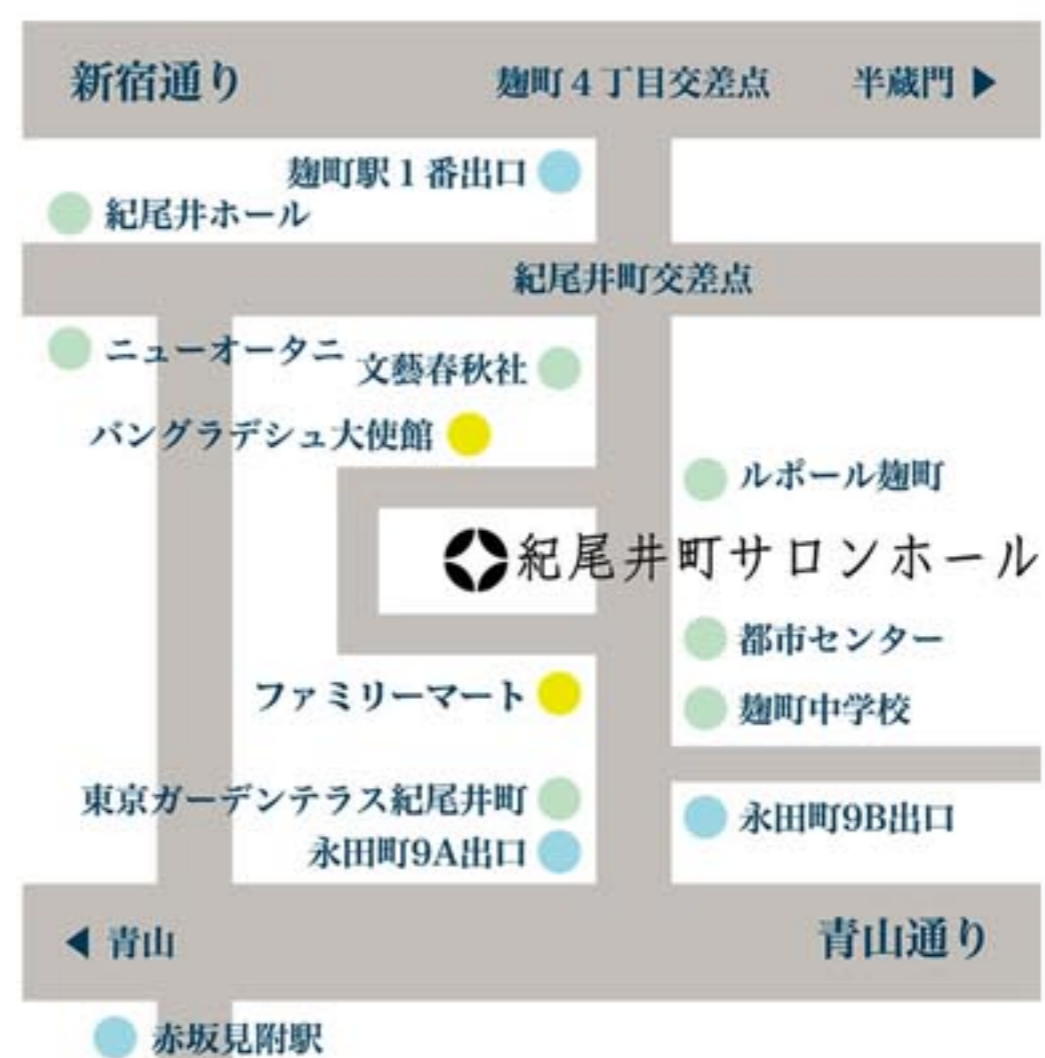 新宿通り
麹町４丁目交差点
半蔵門 ▶
麹町駅１番出口
紀尾井ホール
紀尾井町交差点
ニューオータニ
文藝春秋社
バングラデシュ大使館
ルポール麹町
紀尾井町サロンホール
都市センター
ファミリーマート
麹町中学校
東京ガーデンテラス紀尾井町
永田町9B出口
永田町9A出口
◀ 青山
青山通り
赤坂見附駅